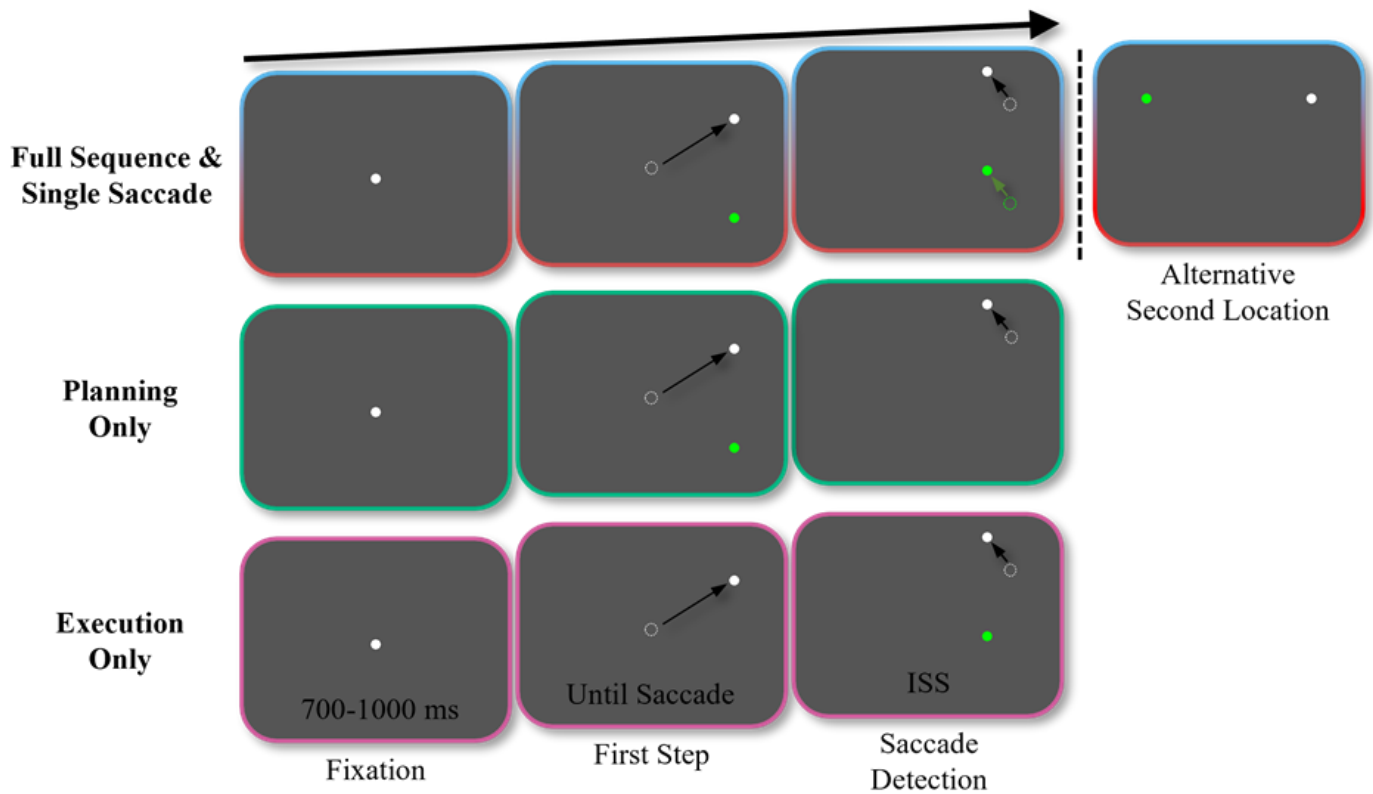 Full Sequence &
Single Saccade
Alternative
Second Location
Planning
Only
Execution
Only
700-1000 ms
Until Saccade
ISS
Fixation
First Step
Saccade
Detection